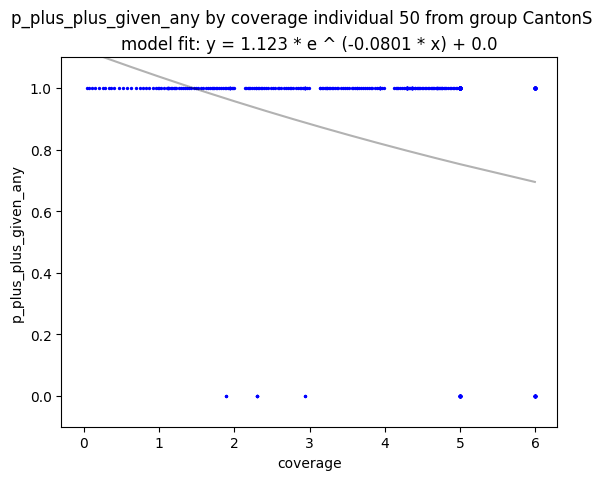 p_plus_plus_given_any by coverage individual 50 from group CantonS
model fit: y = 1.123 * e ^ (-0.0801 * x) + 0.0
1.0
0.8
0.6
0.4
0.2
0.0
p_plus_plus_given_any
0 1 2 3 4 5 6
coverage